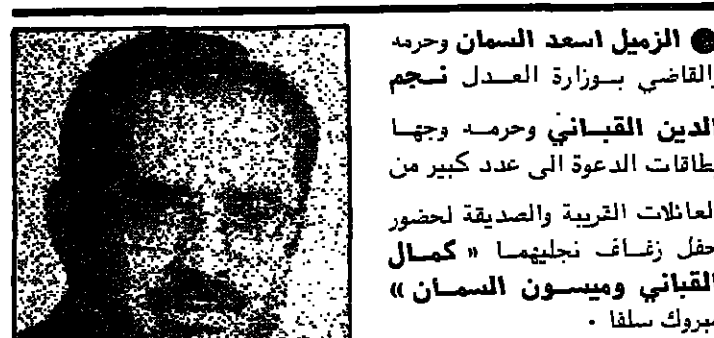 الزميل اسعد السمان وحرمه
والقاضي بوزارة العدل نجم
الدين القباني وحرمه وجها
بطاقات الدعوة الى عدد كبير من
العائلات القريبة والصديقة لحضور
حفل زفاف نجليهما « كمال
القباني وميسون السمان »
مبروك سلفا .